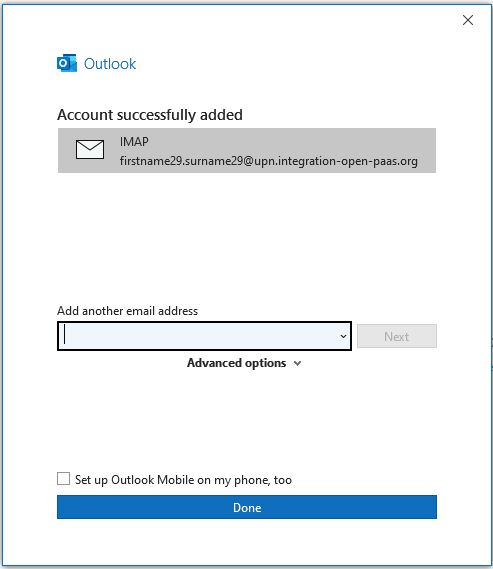 Outlook
Account successfully added
IMAP
firstname29.surname29@upn.integration-open-paas.org
Add another email address
Next
Advanced options
Set up Outlook Mobile on my phone, too
Done